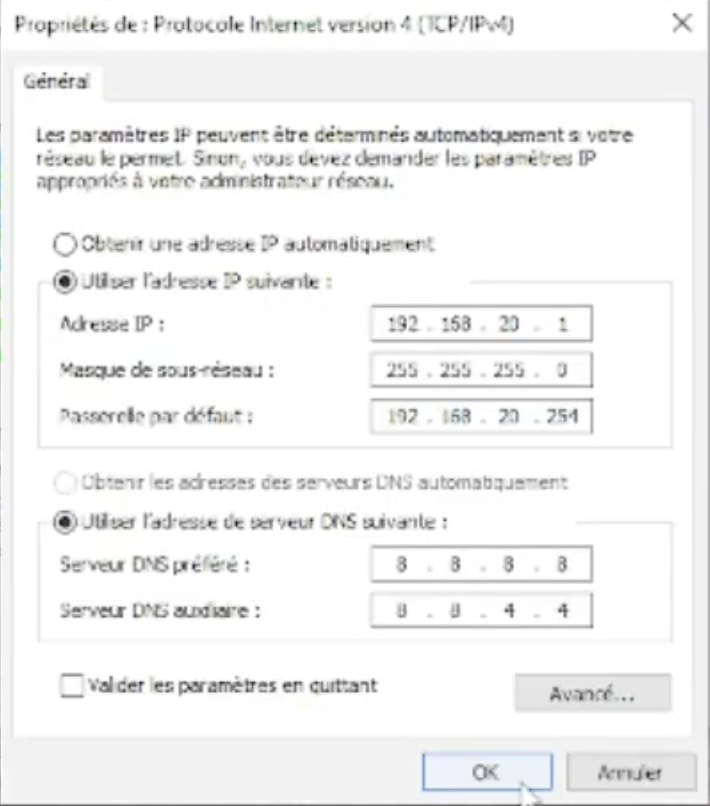 Propriétés de : Protocole Internet version 4 (TCP/IPv4)
Général
Les paramètres IP peuvent être déterminés automatiquement si votre
réseau le permet. Sinon, vous devez demander les paramètres IP
appropriés à votre administrateur réseau.
Obtenir une adresse IP automatiquement
Utiliser l'adresse IP suivante :
Adresse IP : 192 . 168 . 20 . 1
Masque de sous-réseau : 255 . 255 . 255 . 0
Passerelle par défaut : 192 . 168 . 20 . 254
Obtenir les adresses des serveurs DNS automatiquement
Utiliser l'adresse de serveur DNS suivante :
Serveur DNS préféré : 8 . 8 . 8 . 8
Serveur DNS auxiliaire : 8 . 8 . 4 . 4
Valider les paramètres en quittant
Avancé...
OK Annuler